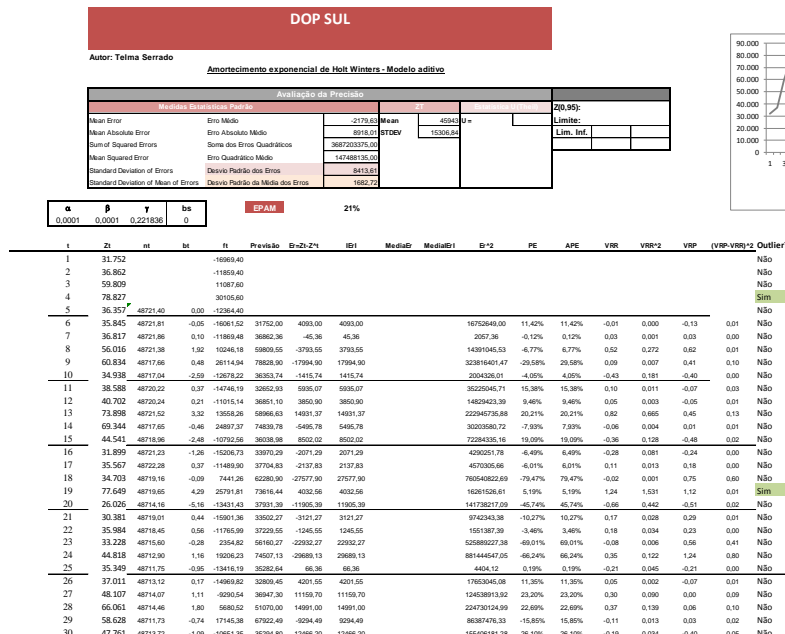 DOP SUL
Autor: Telma Serrado
Amortecimento exponencial de Holt Winters - Modelo aditivo
Avaliação da Precisão
Medidas Estatísticas Padrão ZT Estatística U (Theil) Z(0,95):
Mean Error Erro Médio -2179,63 Mean 45943 U = Limite:
Mean Absolute Error Erro Absoluto Médio 8918,01 STDEV 15306,84 Lim. Inf.
Sum of Squared Errors Soma dos Erros Quadráticos 3687203375,00
Mean Squared Error Erro Quadrático Médio 147488135,00
Standard Deviation of Errors Desvio Padrão dos Erros 8413,61
Standard Deviation of Mean of Errors Desvio Padrão da Média dos Erros 1682,72
90.000
80.000
70.000
60.000
50.000
40.000
30.000
20.000
10.000
0
1 3
α β γ bs EPAM 21%
0,0001 0,0001 0,221836 0
t Zt nt bt ft Previsão Er=Zt-Z^t IErI MediaEr MediaIErI Er^2 PE APE VRR VRR^2 VRP (VRP-VRR)^2 Outlier
1 31.752 -16969,40 Não
2 36.862 -11859,40 Não
3 59.809 11087,60 Não
4 78.827 30105,60 Sim
5 36.357 48721,40 0,00 -12364,40 Não
6 35.845 48721,81 -0,05 -16061,52 31752,00 4093,00 4093,00 16752649,00 11,42% 11,42% -0,01 0,000 -0,13 0,01 Não
7 36.817 48721,86 0,10 -11869,48 36862,36 -45,36 45,36 2057,36 -0,12% 0,12% 0,03 0,001 0,03 0,00 Não
8 56.016 48721,38 1,92 10246,18 59809,55 -3793,55 3793,55 14391045,53 -6,77% 6,77% 0,52 0,272 0,62 0,01 Não
9 60.834 48717,66 0,48 26114,94 78828,90 -17994,90 17994,90 323816401,47 -29,58% 29,58% 0,09 0,007 0,41 0,10 Não
10 34.938 48717,04 -2,59 -12678,22 36353,74 -1415,74 1415,74 2004326,01 -4,05% 4,05% -0,43 0,181 -0,40 0,00 Não
11 38.588 48720,22 0,37 -14746,19 32652,93 5935,07 5935,07 35225045,71 15,38% 15,38% 0,10 0,011 -0,07 0,03 Não
12 40.702 48720,24 0,21 -11015,14 36851,10 3850,90 3850,90 14829423,39 9,46% 9,46% 0,05 0,003 -0,05 0,01 Não
13 73.898 48721,52 3,32 13558,26 58966,63 14931,37 14931,37 222945735,88 20,21% 20,21% 0,82 0,665 0,45 0,13 Não
14 69.344 48717,65 -0,46 24897,37 74839,78 -5495,78 5495,78 30203580,72 -7,93% 7,93% -0,06 0,004 0,01 0,01 Não
15 44.541 48718,96 -2,48 -10792,56 36038,98 8502,02 8502,02 72284335,16 19,09% 19,09% -0,36 0,128 -0,48 0,02 Não
16 31.899 48721,23 -1,26 -15206,35 33970,29 -2071,29 2071,29 4290251,78 -6,49% 6,49% -0,28 0,081 -0,24 0,00 Não
17 35.567 48722,28 0,37 -11489,90 37704,83 -2137,83 2137,83 4570305,66 -6,01% 6,01% 0,11 0,013 0,18 0,00 Não
18 34.703 48719,16 -0,09 7441,26 62280,90 -27577,90 27577,90 760540822,69 -79,47% 79,47% -0,02 0,001 0,75 0,60 Não
19 77.649 48719,65 4,29 25791,81 73616,44 4032,56 4032,56 16261526,61 5,19% 5,19% 1,24 1,531 1,12 0,01 Sim
20 26.026 48714,16 -5,16 -13431,43 37931,39 -11905,39 11905,39 141738217,09 -45,74% 45,74% -0,66 0,442 -0,51 0,02 Não
21 30.381 48719,01 0,44 -15901,36 33502,27 -3121,27 3121,27 9742343,38 -10,27% 10,27% 0,17 0,028 0,29 0,01 Não
22 35.984 48718,45 0,56 -11765,99 37229,55 -1245,55 1245,55 1551387,39 -3,46% 3,46% 0,18 0,034 0,23 0,00 Não
23 33.228 48715,60 -0,28 2354,82 56160,27 -22932,27 22932,27 525889227,38 -69,01% 69,01% -0,08 0,006 0,56 0,41 Não
24 44.818 48712,90 1,16 19206,23 74507,13 -29689,13 29689,13 881444547,05 -66,24% 66,24% 0,35 0,122 1,24 0,80 Não
25 35.349 48711,75 -0,95 -13416,19 35282,64 66,36 66,36 4404,12 0,19% 0,19% -0,21 0,045 -0,21 0,00 Não
26 37.011 48713,12 0,17 -14969,82 32809,45 4201,55 4201,55 17653045,08 11,35% 11,35% 0,05 0,002 -0,07 0,01 Não
27 48.107 48714,07 1,11 -9290,54 36947,30 11159,70 11159,70 124538913,92 23,20% 23,20% 0,30 0,090 0,00 0,09 Não
28 66.061 48714,46 1,80 5680,52 51070,00 14991,00 14991,00 224730124,99 22,69% 22,69% 0,37 0,139 0,06 0,10 Não
29 58.628 48711,73 -0,74 17145,38 67922,49 -9294,49 9294,49 86387476,33 -15,85% 15,85% -0,11 0,013 0,03 0,02 Não